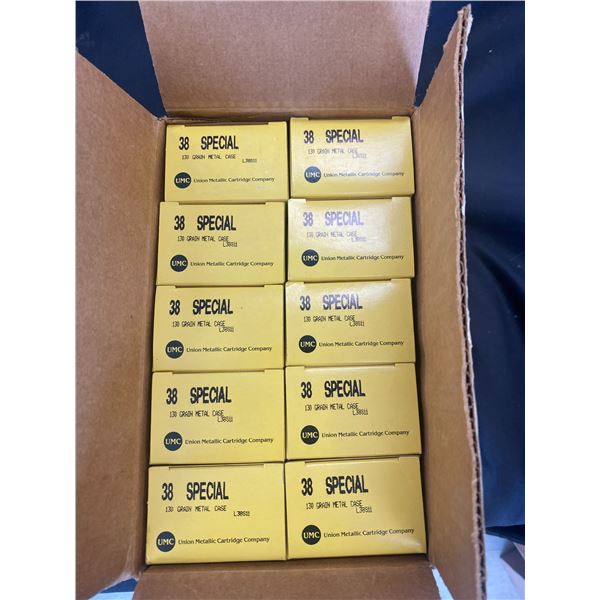 38 SPECIAL
130 GRAIN METAL CASE
L38S11
UMC Union Metallic Cartridge Company
38 SPECIAL
130 GRAIN METAL CASE
L38S11
UMC Union Metallic Cartridge Company
38 SPECIAL
130 GRAIN METAL CASE
L38S11
UMC Union Metallic Cartridge Company
38 SPECIAL
130 GRAIN METAL CASE
L38S11
UMC Union Metallic Cartridge Company
38 SPECIAL
130 GRAIN METAL CASE
L38S11
UMC Union Metallic Cartridge Company
38 SPECIAL
130 GRAIN METAL CASE
L38S11
UMC Union Metallic Cartridge Company
38 SPECIAL
130 GRAIN METAL CASE
L38S11
UMC Union Metallic Cartridge Company
38 SPECIAL
130 GRAIN METAL CASE
L38S11
UMC Union Metallic Cartridge Company
38 SPECIAL
130 GRAIN METAL CASE
L38S11
UMC Union Metallic Cartridge Company
38 SPECIAL
130 GRAIN METAL CASE
L38S11
UMC Union Metallic Cartridge Company